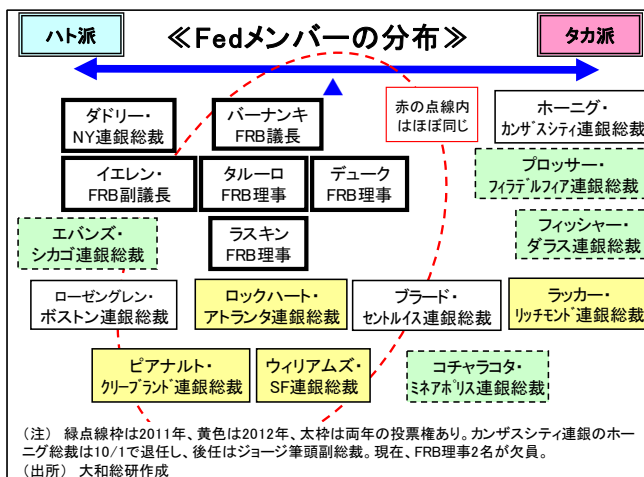 ハト派
≪Fedメンバーの分布≫
タカ派
赤の点線内
はほぼ同じ
ダドリー・
NY連銀総裁
バーナンキ
FRB議長
ホーニグ・
カンザスシティ連銀総裁
イエレン・
FRB副議長
タルーロ
FRB理事
デューク
FRB理事
プロッサー・
フィラデルフィア連銀総裁
エバンズ・
シカゴ連銀総裁
ラスキン
FRB理事
フィッシャー・
ダラス連銀総裁
ローゼングレン・
ボストン連銀総裁
ロックハート・
アトランタ連銀総裁
ブラード・
セントルイス連銀総裁
ラッカー・
リッチモンド連銀総裁
ピアナルト・
クリーブランド連銀総裁
ウィリアムズ・
SF連銀総裁
コチャラコタ・
ミネアポリス連銀総裁
（注） 緑点線枠は2011年、黄色は2012年、太枠は両年の投票権あり。カンザスシティ連銀のホー
ニグ総裁は10/1で退任し、後任はジョージ筆頭副総裁。現在、FRB理事2名が欠員。
（出所） 大和総研作成